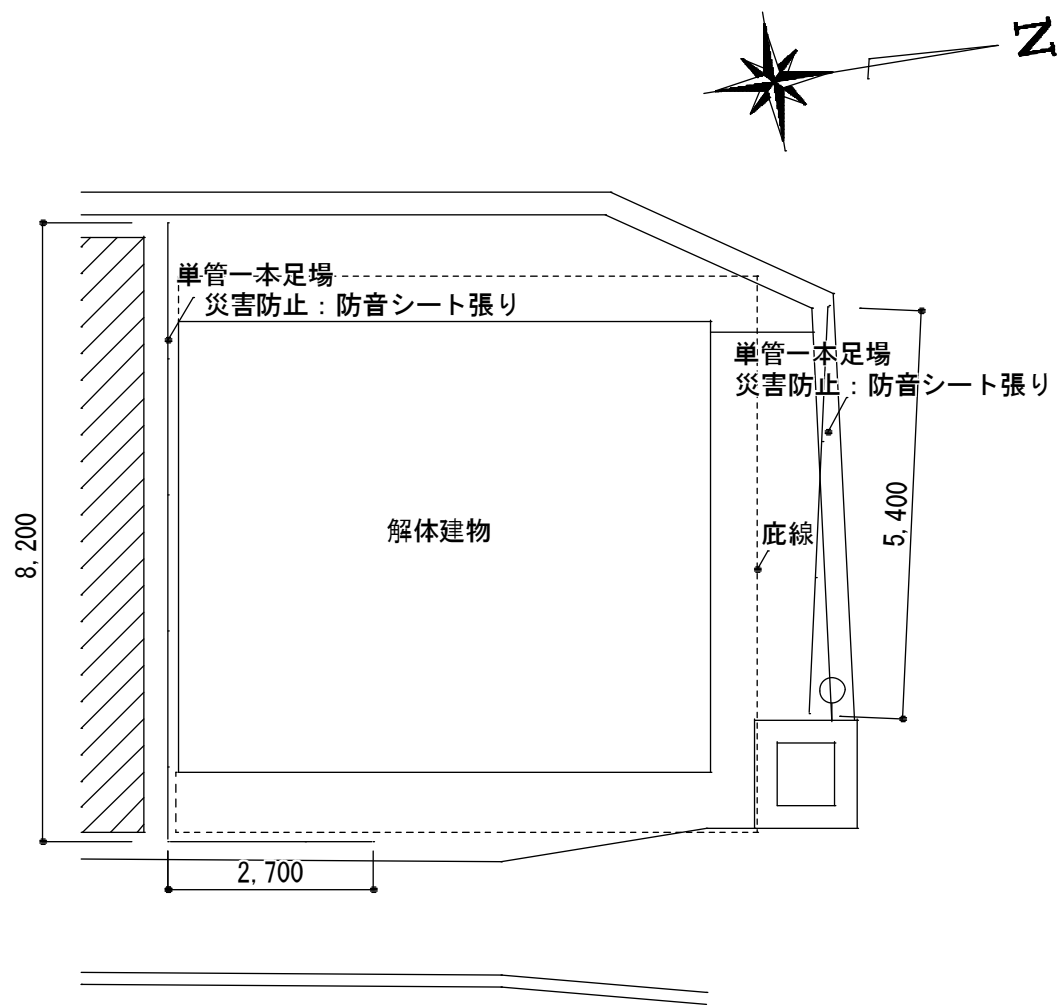 N
単管一本足場
災害防止：防音シート張り
単管一本足場
災害防止：防音シート張り
8,200
解体建物
庇線
5,400
2,700